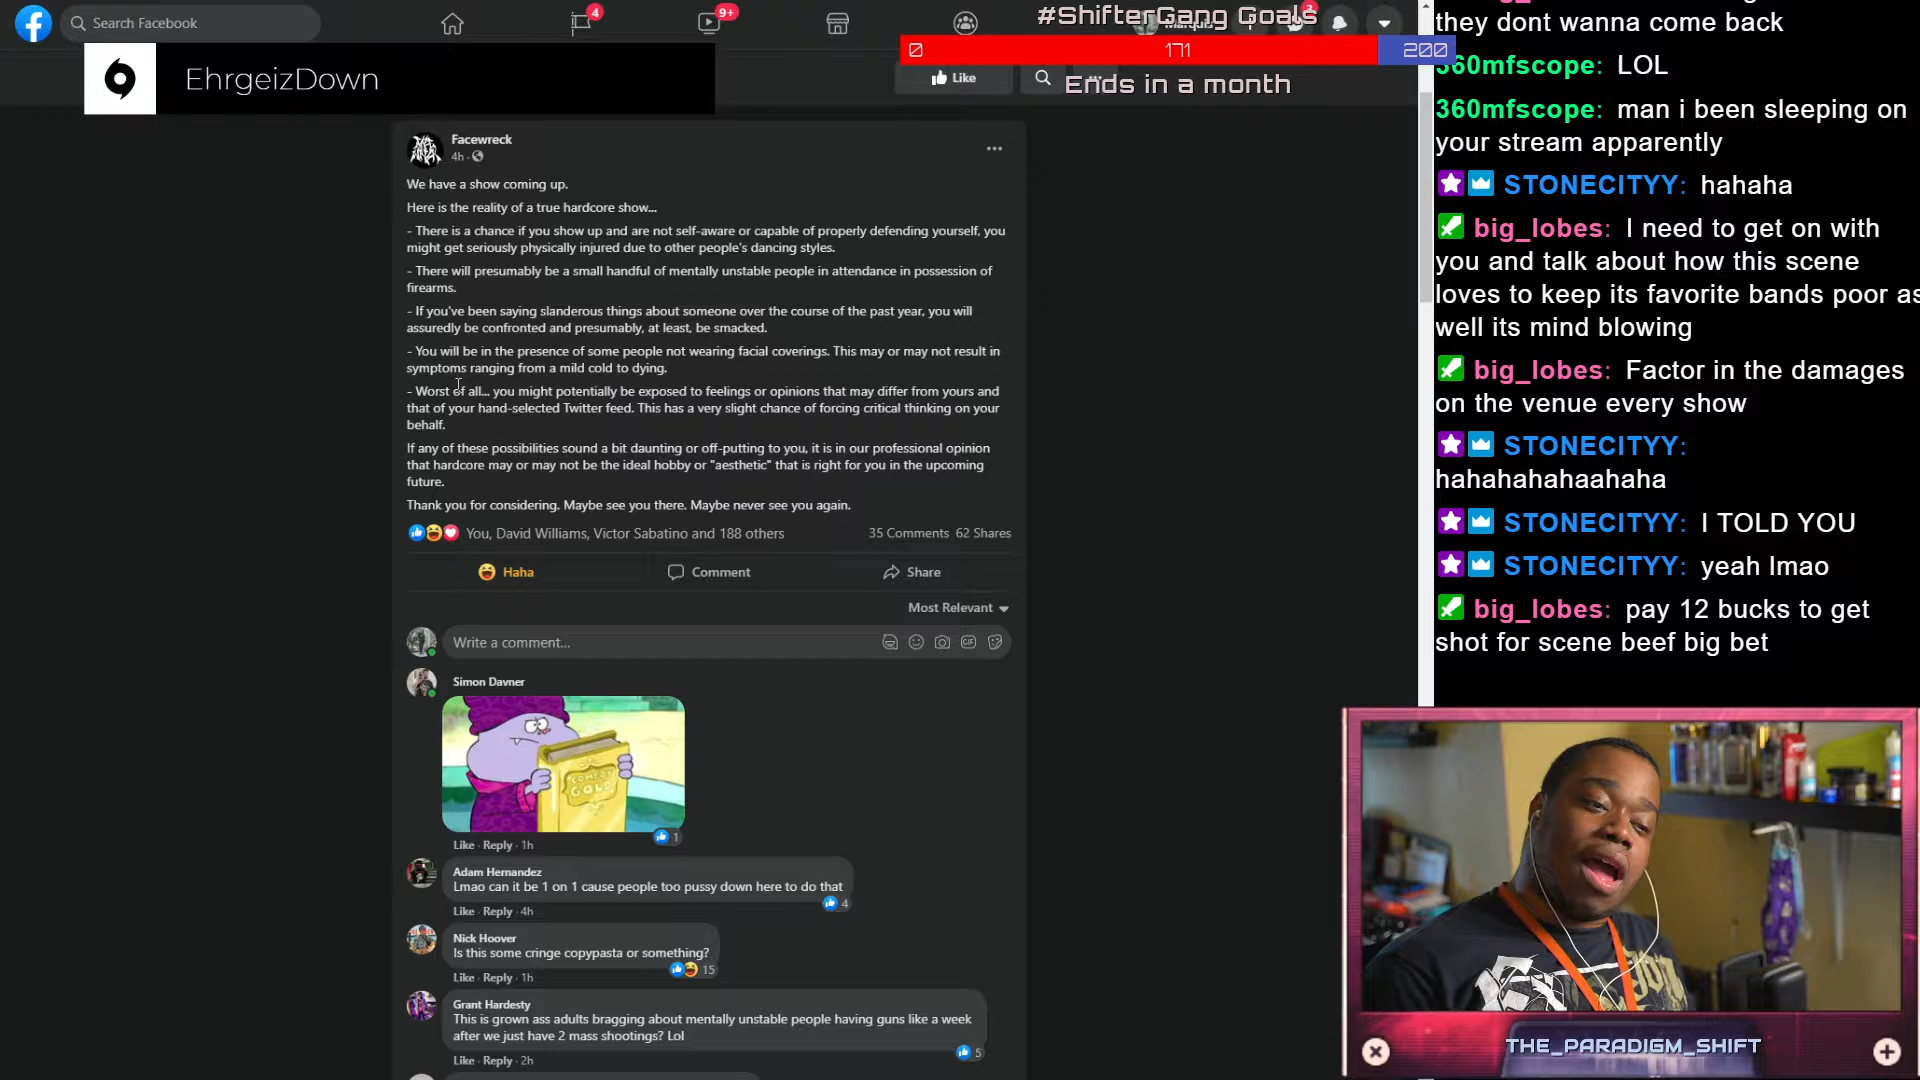 Search Facebook
4
9+
Marquis
2
#ShifterGang Goals
0 171 200
Ends in a month
EhrgeizDown
Like
Facewreck
4h ·
We have a show coming up.
Here is the reality of a true hardcore show...
- There is a chance if you show up and are not self-aware or capable of properly defending yourself, you
might get seriously physically injured due to other people's dancing styles.
- There will presumably be a small handful of mentally unstable people in attendance in possession of
firearms.
- If you've been saying slanderous things about someone over the course of the past year, you will
assuredly be confronted and presumably, at least, be smacked.
- You will be in the presence of some people not wearing facial coverings. This may or may not result in
symptoms ranging from a mild cold to dying.
- Worst of all... you might potentially be exposed to feelings or opinions that may differ from yours and
that of your hand-selected Twitter feed. This has a very slight chance of forcing critical thinking on your
behalf.
If any of these possibilities sound a bit daunting or off-putting to you, it is in our professional opinion
that hardcore may or may not be the ideal hobby or "aesthetic" that is right for you in the upcoming
future.
Thank you for considering. Maybe see you there. Maybe never see you again.
You, David Williams, Victor Sabatino and 188 others
35 Comments 62 Shares
Haha
Comment
Share
Most Relevant
Write a comment...
GIF
Simon Davner
COMEDY
GOLD
1
Like · Reply · 1h
Adam Hernandez
Lmao can it be 1 on 1 cause people too pussy down here to do that
4
Like · Reply · 4h
Nick Hoover
Is this some cringe copypasta or something?
15
Like · Reply · 1h
Grant Hardesty
This is grown ass adults bragging about mentally unstable people having guns like a week
after we just have 2 mass shootings? Lol
5
Like · Reply · 2h
they dont wanna come back
360mfscope: LOL
360mfscope: man i been sleeping on
your stream apparently
STONECITYY: hahaha
big_lobes: I need to get on with
you and talk about how this scene
loves to keep its favorite bands poor as
well its mind blowing
big_lobes: Factor in the damages
on the venue every show
STONECITYY:
hahahahahaahaha
STONECITYY: I TOLD YOU
STONECITYY: yeah lmao
big_lobes: pay 12 bucks to get
shot for scene beef big bet
THE_PARADIGM_SHIFT